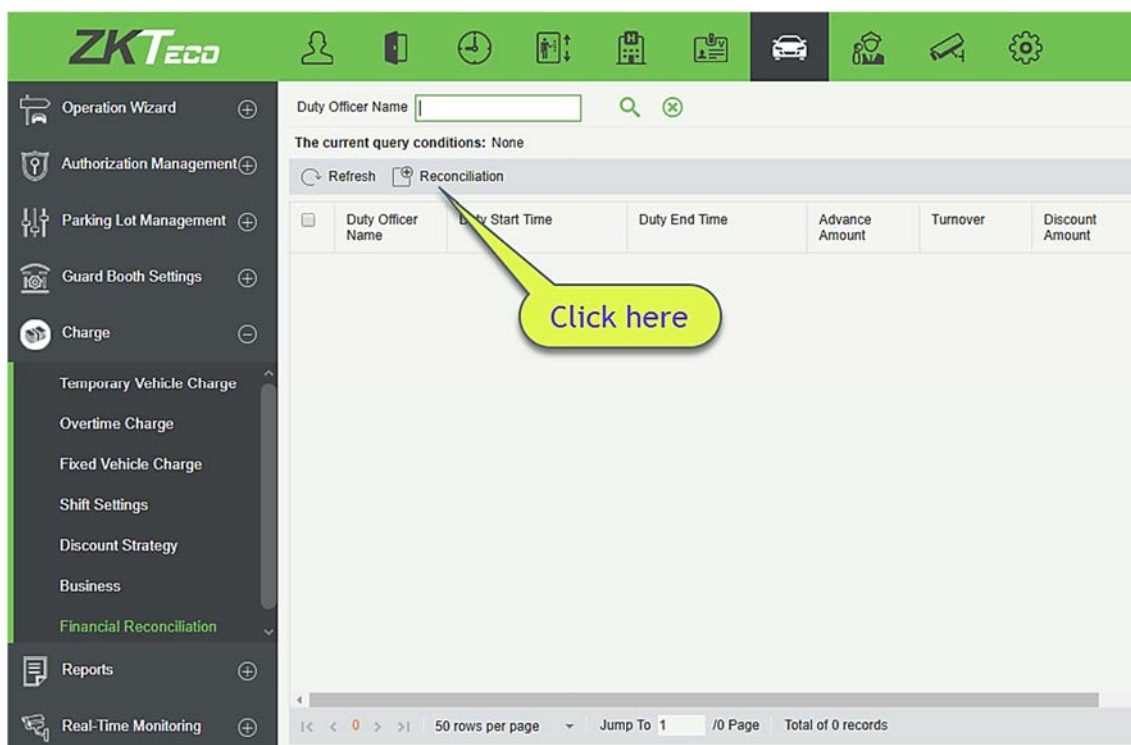 ZKTECO
Operation Wizard
Authorization Management
Parking Lot Management
Guard Booth Settings
Charge
Temporary Vehicle Charge
Overtime Charge
Fixed Vehicle Charge
Shift Settings
Discount Strategy
Business
Financial Reconciliation
Reports
Real-Time Monitoring
Duty Officer Name
The current query conditions: None
Refresh Reconciliation
Duty Officer Name
Duty Start Time
Duty End Time
Advance Amount
Turnover
Discount Amount
Click here
|< < 0 > >| 50 rows per page Jump To 1 /0 Page Total of 0 records